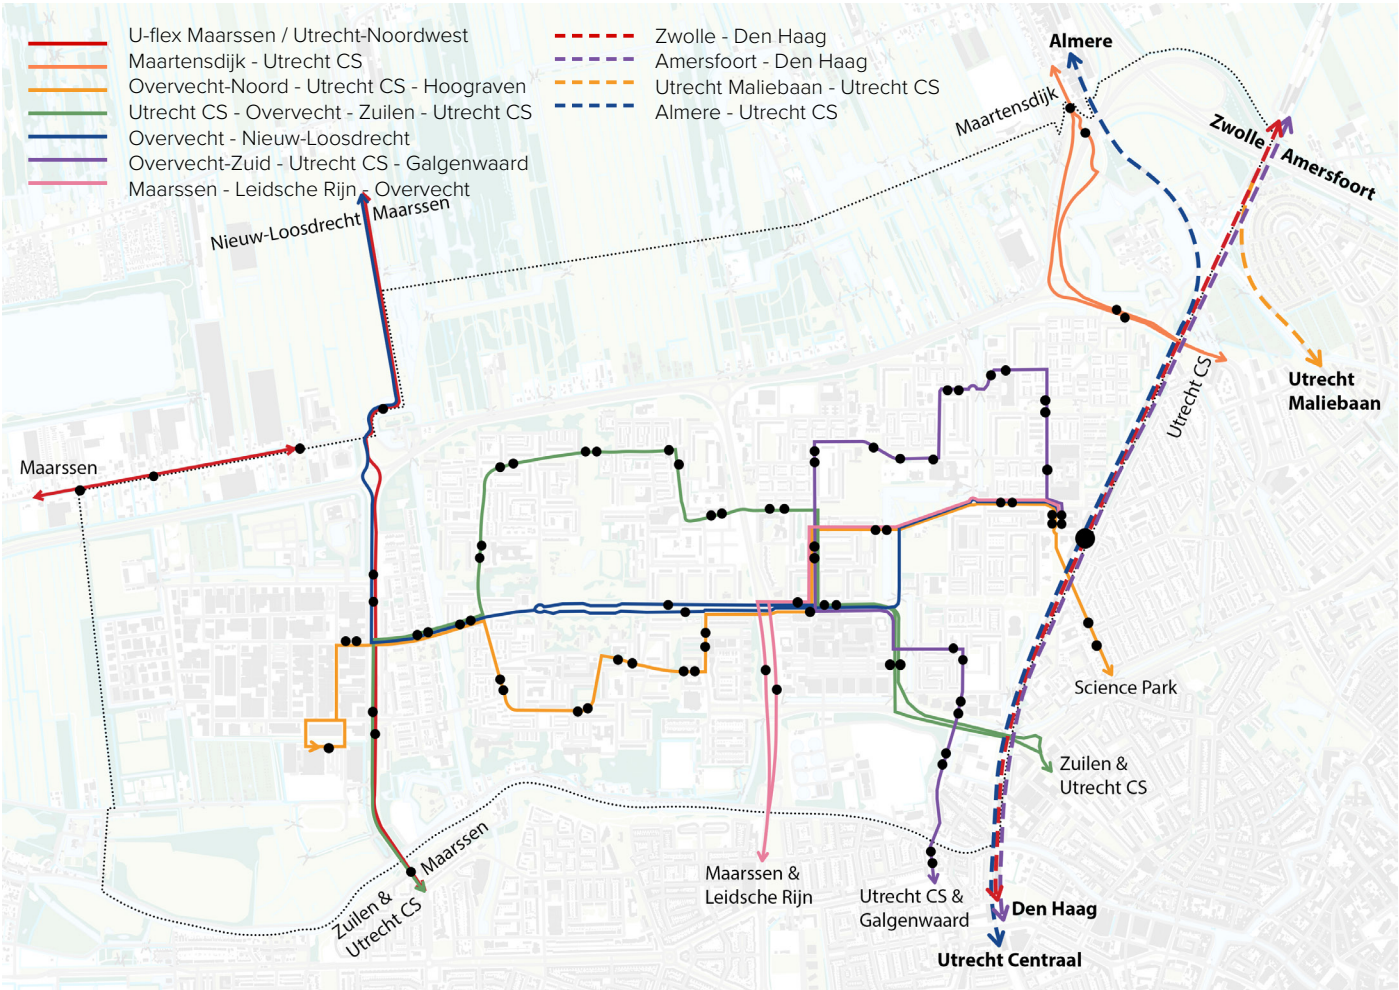 U-flex Maarssen / Utrecht-Noordwest
Maartensdijk - Utrecht CS
Overvecht-Noord - Utrecht CS - Hoograven
Utrecht CS - Overvecht - Zuilen - Utrecht CS
Overvecht - Nieuw-Loosdrecht
Overvecht-Zuid - Utrecht CS - Galgenwaard
Maarssen - Leidsche Rijn - Overvecht
Zwolle - Den Haag
Amersfoort - Den Haag
Utrecht Maliebaan - Utrecht CS
Almere - Utrecht CS
Almere
Maartensdijk
Zwolle
Amersfoort
Nieuw-Loosdrecht
Maarssen
Utrecht CS
Utrecht
Maliebaan
Maarssen
Science Park
Zuilen &
Utrecht CS
Maarssen
Zuilen &
Utrecht CS
Maarssen &
Leidsche Rijn
Utrecht CS &
Galgenwaard
Den Haag
Utrecht Centraal